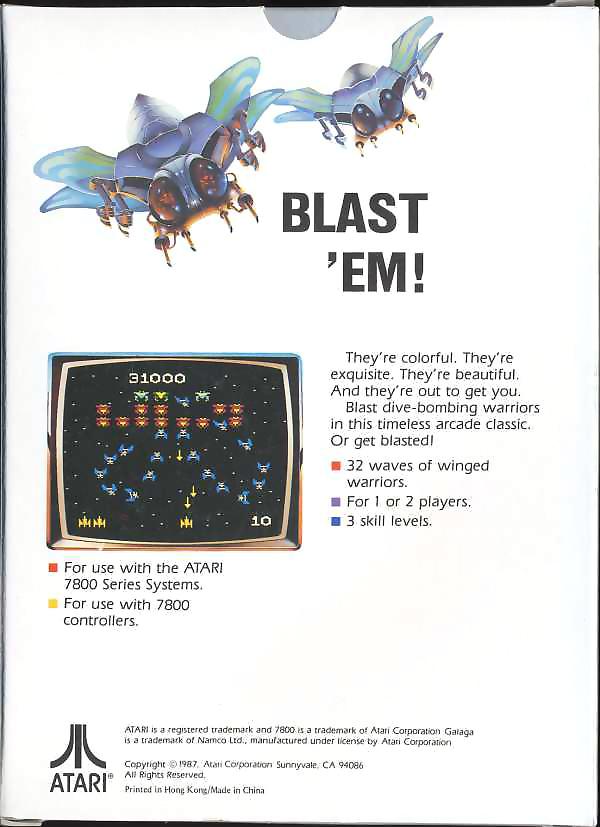 BLAST
'EM!
31000
10
They're colorful. They're
exquisite. They're beautiful.
And they're out to get you.
Blast dive-bombing warriors
in this timeless arcade classic.
Or get blasted!
32 waves of winged
warriors.
For 1 or 2 players.
3 skill levels.
For use with the ATARI
7800 Series Systems.
For use with 7800
controllers.
ATARI is a registered trademark and 7800 is a trademark of Atari Corporation Galaga
is a trademark of Namco Ltd., manufactured under license by Atari Corporation
Copyright © 1987, Atari Corporation Sunnyvale, CA 94086
All Rights Reserved.
Printed in Hong Kong/Made in China
ATARI®